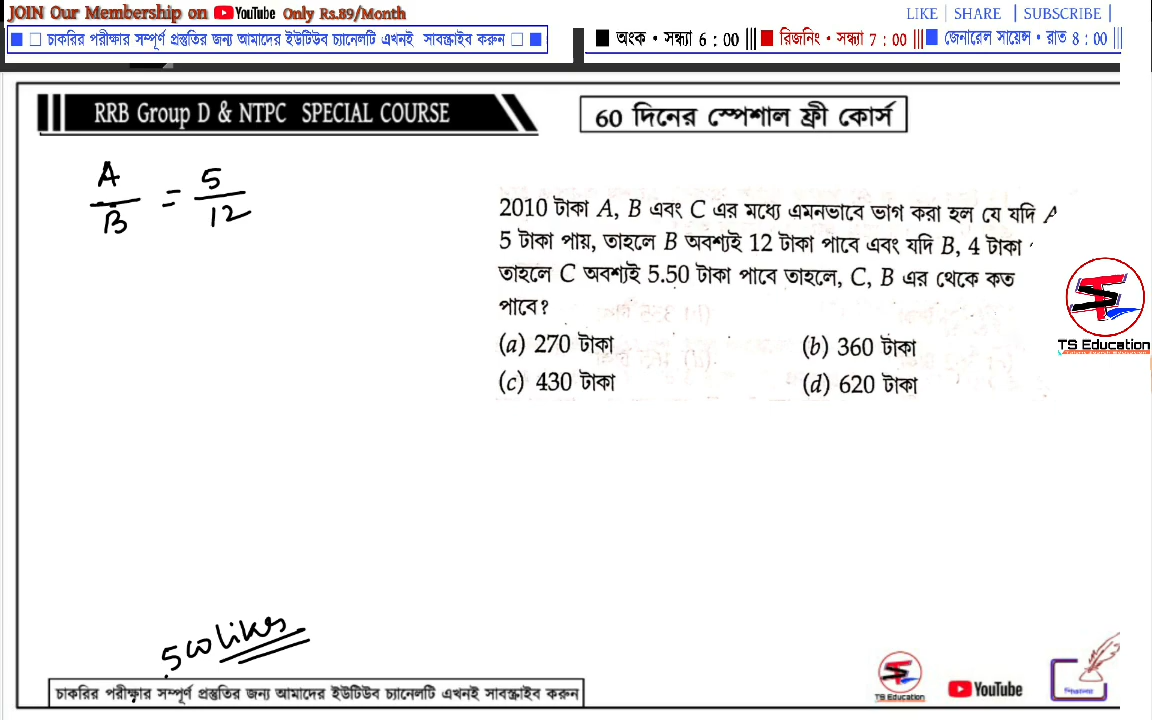 JOIN Our Membership on YouTube Only Rs.89/Month
LIKE | SHARE | SUBSCRIBE |
■ □ চাকরির পরীক্ষার সম্পূর্ণ প্রস্তুতির জন্য আমাদের ইউটিউব চ্যানেলটি এখনই সাবস্ক্রাইব করুন □ ■
■ অংক • সন্ধ্যা 6 : 00 ||| ■ রিজনিং • সন্ধ্যা 7 : 00 ||| ■ জেনারেল সায়েন্স • রাত 8 : 00 |||
RRB Group D & NTPC SPECIAL COURSE
60 দিনের স্পেশাল ফ্রী কোর্স
A/B = 5/12
2010 টাকা A, B এবং C এর মধ্যে এমনভাবে ভাগ করা হল যে যদি A
5 টাকা পায়, তাহলে B অবশ্যই 12 টাকা পাবে এবং যদি B, 4 টাকা
তাহলে C অবশ্যই 5.50 টাকা পাবে তাহলে, C, B এর থেকে কত
পাবে?
(a) 270 টাকা (b) 360 টাকা
(c) 430 টাকা (d) 620 টাকা
TS Education
500 likes
চাকরির পরীক্ষার সম্পূর্ণ প্রস্তুতির জন্য আমাদের ইউটিউব চ্যানেলটি এখনই সাবস্ক্রাইব করুন
TS Education
YouTube